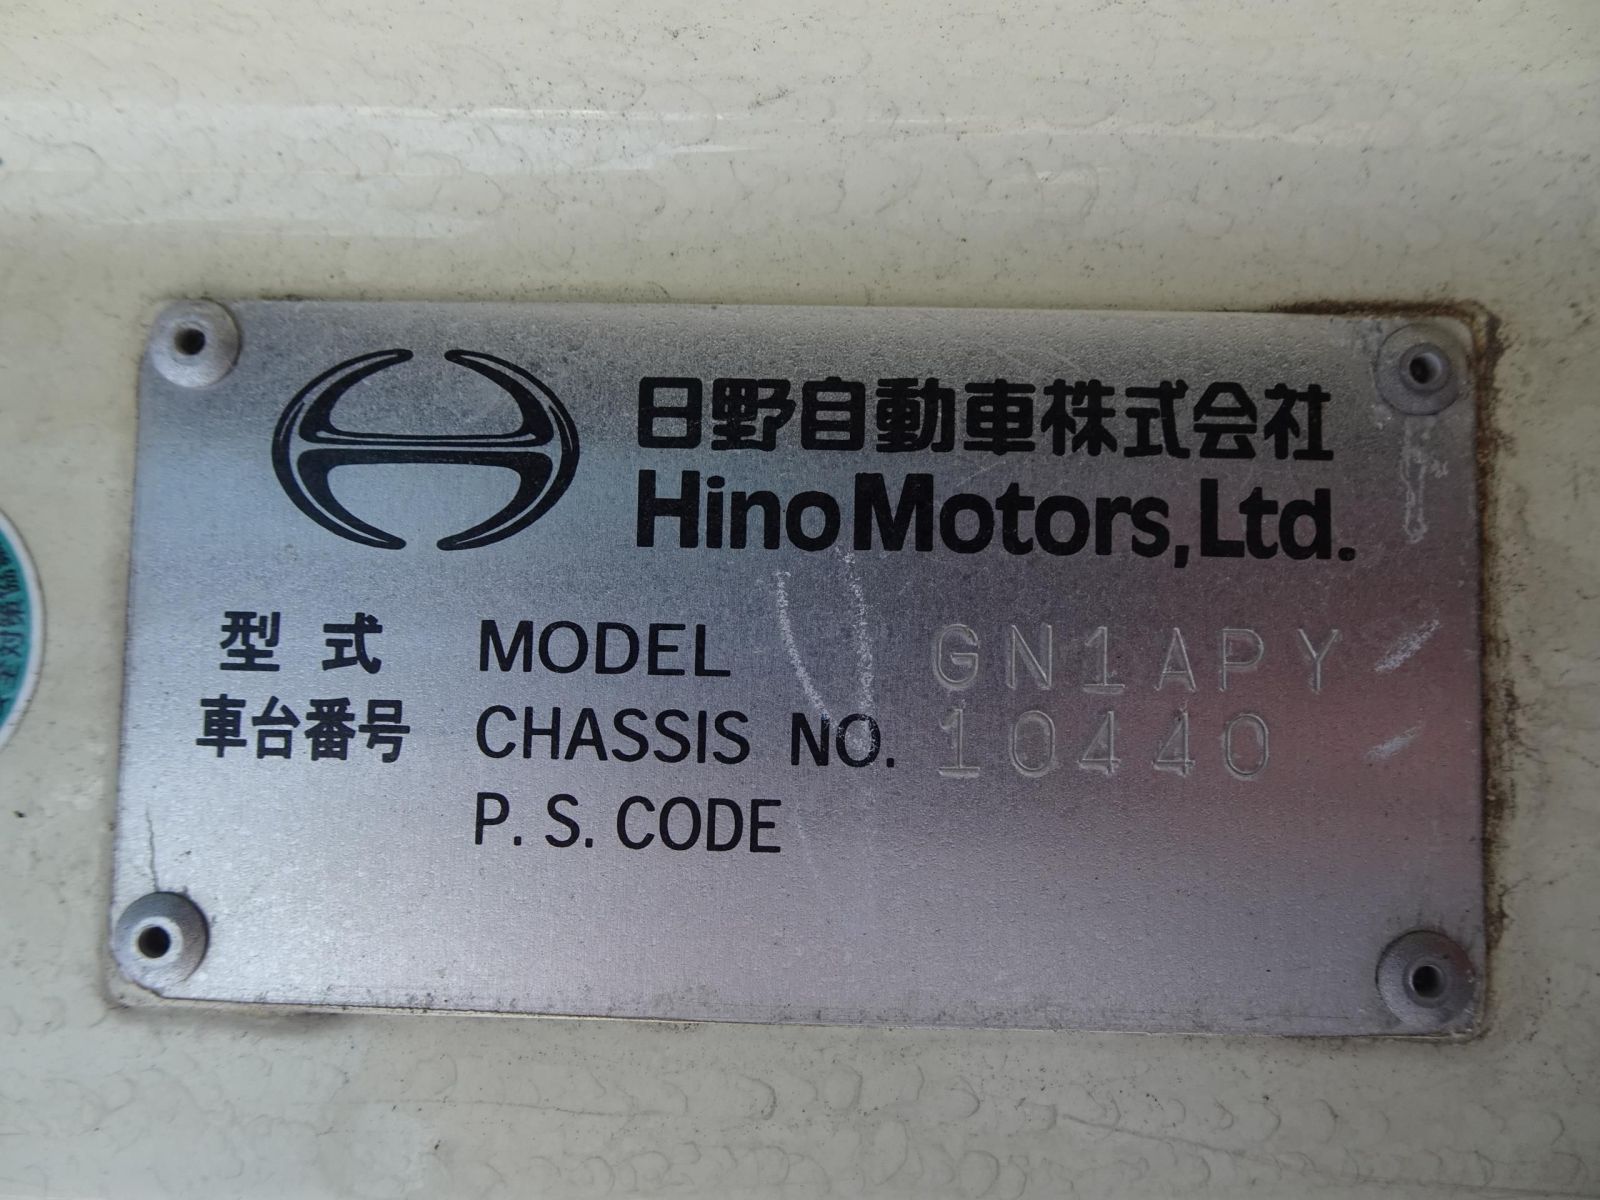 日野自動車株式会社
Hino Motors, Ltd.
型式 MODEL GN1APY
車台番号 CHASSIS NO. 10440
P. S. CODE